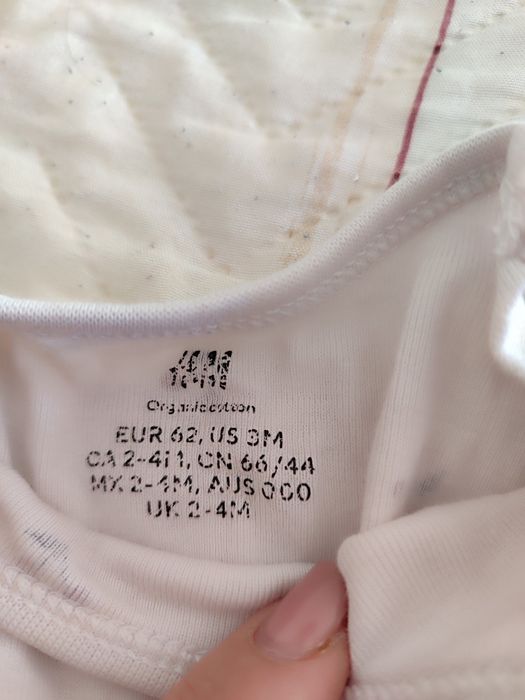 H&M
Organic cotton
EUR 62, US 3M
CA 2-4M, CN 66/44
MX 2-4M, AUS 000
UK 2-4M